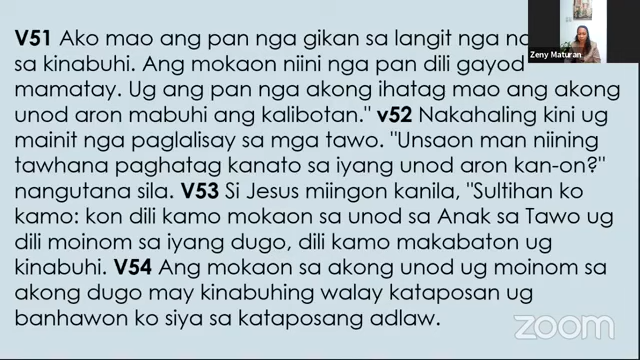 V51 Ako mao ang pan nga gikan sa langit nga
sa kinabuhi. Ang mokaon niini nga pan dili gayod
mamatay. Ug ang pan nga akong ihatag mao ang akong
unod aron mabuhi ang kalibotan." v52 Nakahaling kini ug
mainit nga paglalisay sa mga tawo. "Unsaon man niining
tawhana paghatag kanato sa iyang unod aron kan-on?"
nangutana sila. V53 Si Jesus miingon kanila, "Sultihan ko
kamo: kon dili kamo mokaon sa unod sa Anak sa Tawo ug
dili moinom sa iyang dugo, dili kamo makabaton ug
kinabuhi. V54 Ang mokaon sa akong unod ug moinom sa
akong dugo may kinabuhing walay kataposan ug
banhawon ko siya sa kataposang adlaw.
Zeny Maturan
zoom